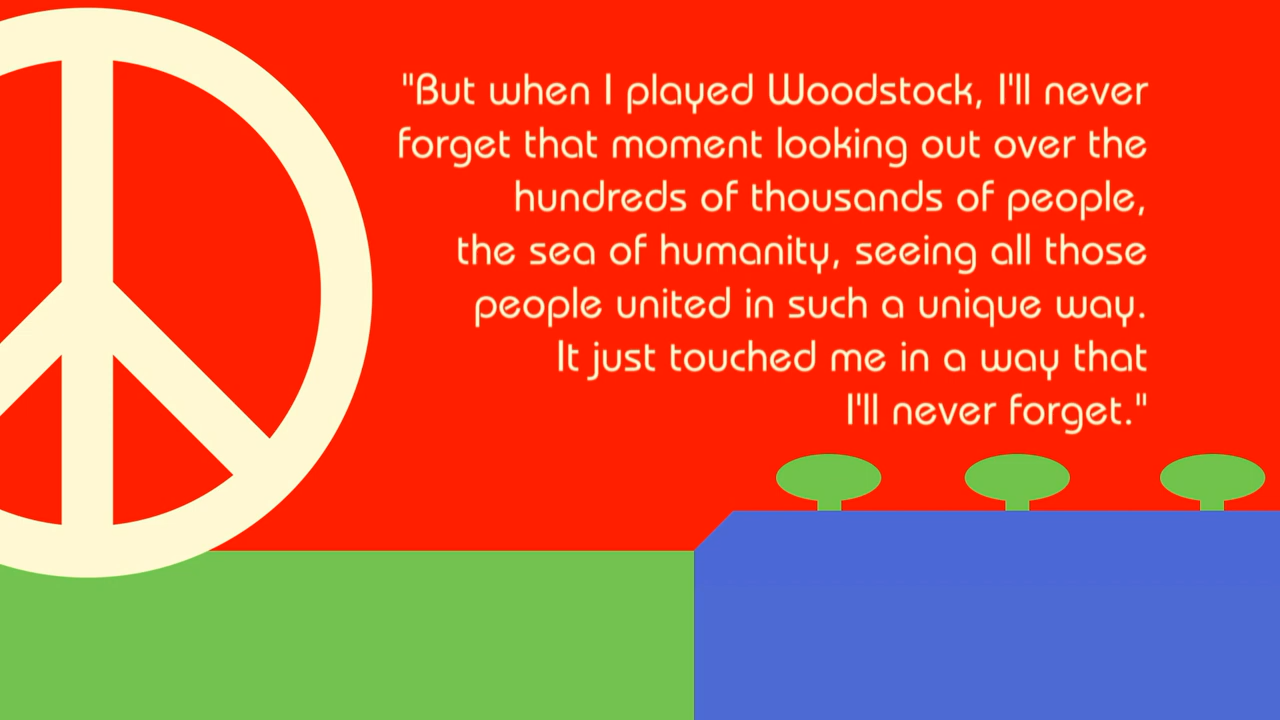 "But when I played Woodstock, I'll never
forget that moment looking out over the
hundreds of thousands of people,
the sea of humanity, seeing all those
people united in such a unique way.
It just touched me in a way that
I'll never forget."